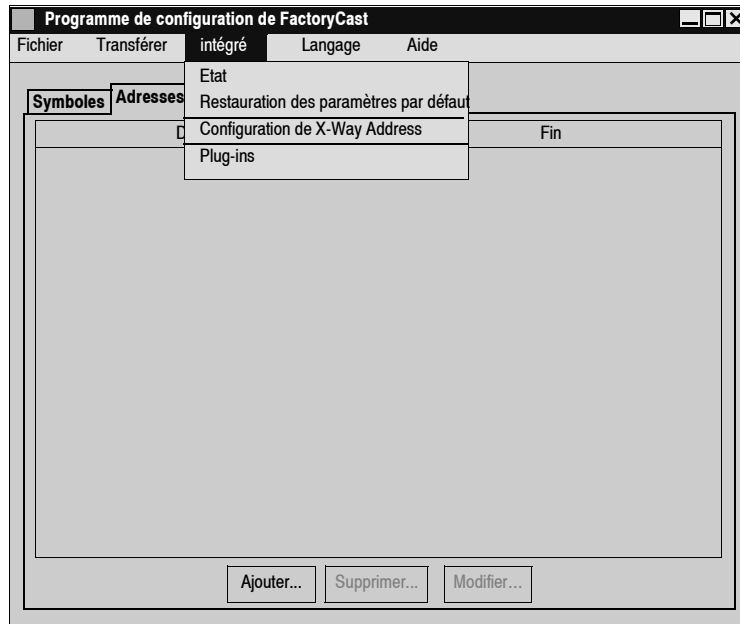 Programme de configuration de FactoryCast
Fichier Transférer intégré Langage Aide
Etat
Restauration des paramètres par défaut
Configuration de X-Way Address
Plug-ins
Symboles Adresses
D Fin
Ajouter... Supprimer... Modifier...